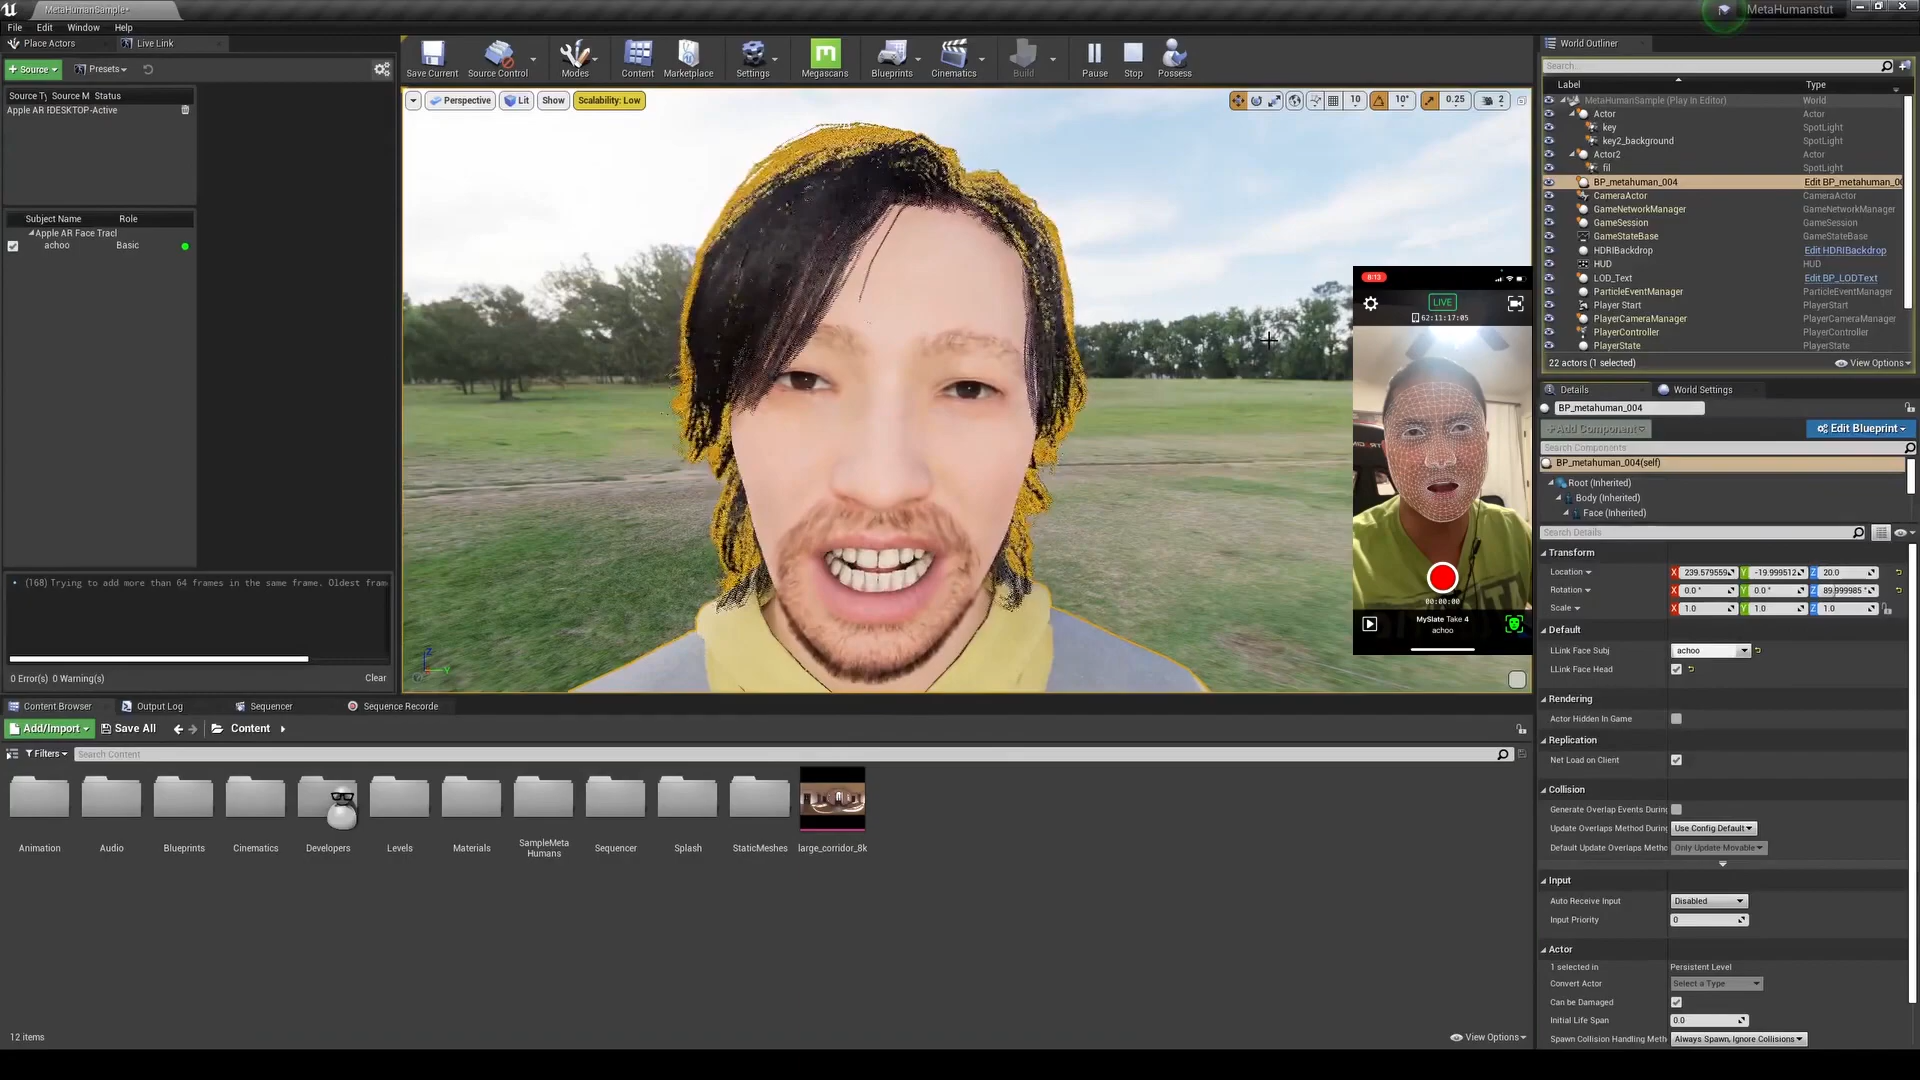 MetaHumanSample*
MetaHumanstut
File Edit Window Help
Place Actors
Live Link
+ Source
Presets
Save Current
Source Control
Modes
Content
Marketplace
Settings
Megascans
Blueprints
Cinematics
Build
Pause
Stop
Possess
Source Ty Source M Status
Apple AR F DESKTOP-Active
Subject Name Role
Apple AR Face Tracl
achoo Basic
(168) Trying to add more than 64 frames in the same frame. Oldest fram
0 Error(s) 0 Warning(s)
Clear
Perspective
Lit
Show
Scalability: Low
10
10°
0.25
2
8:13
LIVE
62:11:17:05
00:00:00
MySlate Take 4
achoo
World Outliner
Search...
Label Type
MetaHumanSample (Play In Editor) World
Actor Actor
key SpotLight
key2_background SpotLight
Actor2 Actor
fil SpotLight
BP_metahuman_004 Edit BP_metahuman_00
CameraActor CameraActor
GameNetworkManager GameNetworkManager
GameSession GameSession
GameStateBase GameStateBase
HDRIBackdrop Edit HDRIBackdrop
HUD HUD
LOD_Text Edit BP_LODText
ParticleEventManager ParticleEventManager
Player Start PlayerStart
PlayerCameraManager PlayerCameraManager
PlayerController PlayerController
PlayerState PlayerState
22 actors (1 selected)
View Options
Details
World Settings
BP_metahuman_004
+Add Component
Edit Blueprint
Search Components
BP_metahuman_004(self)
Root (Inherited)
Body (Inherited)
Face (Inherited)
Search Details
Transform
Location X 239.579559 Y -19.999512 Z 20.0
Rotation X 0.0° Y 0.0° Z 89.999985°
Scale X 1.0 Y 1.0 Z 1.0
Default
LLink Face Subj achoo
LLink Face Head
Rendering
Actor Hidden In Game
Replication
Net Load on Client
Collision
Generate Overlap Events During
Update Overlaps Method During Use Config Default
Default Update Overlaps Metho Only Update Movable
Input
Auto Receive Input Disabled
Input Priority 0
Actor
1 selected in Persistent Level
Convert Actor Select a Type
Can be Damaged
Initial Life Span 0.0
Spawn Collision Handling Meth Always Spawn, Ignore Collisions
Content Browser
Output Log
Sequencer
Sequence Recorde
Add/Import
Save All
Content
Filters
Search Content
Animation
Audio
Blueprints
Cinematics
Developers
Levels
Materials
SampleMeta
Humans
Sequencer
Splash
StaticMeshes
large_corridor_8k
12 items
View Options